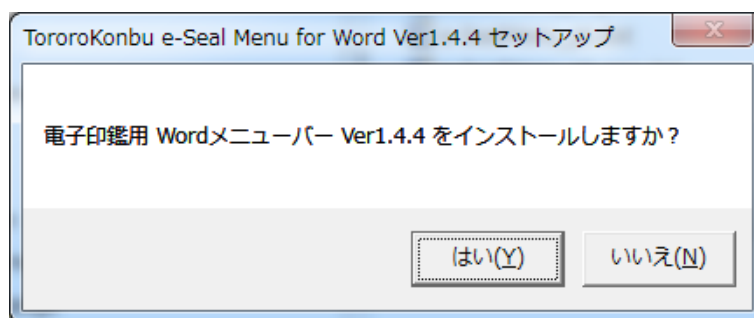 TororoKonbu e-Seal Menu for Word Ver1.4.4 セットアップ
電子印鑑用 Wordメニューバー Ver1.4.4 をインストールしますか？
はい(Y)
いいえ(N)